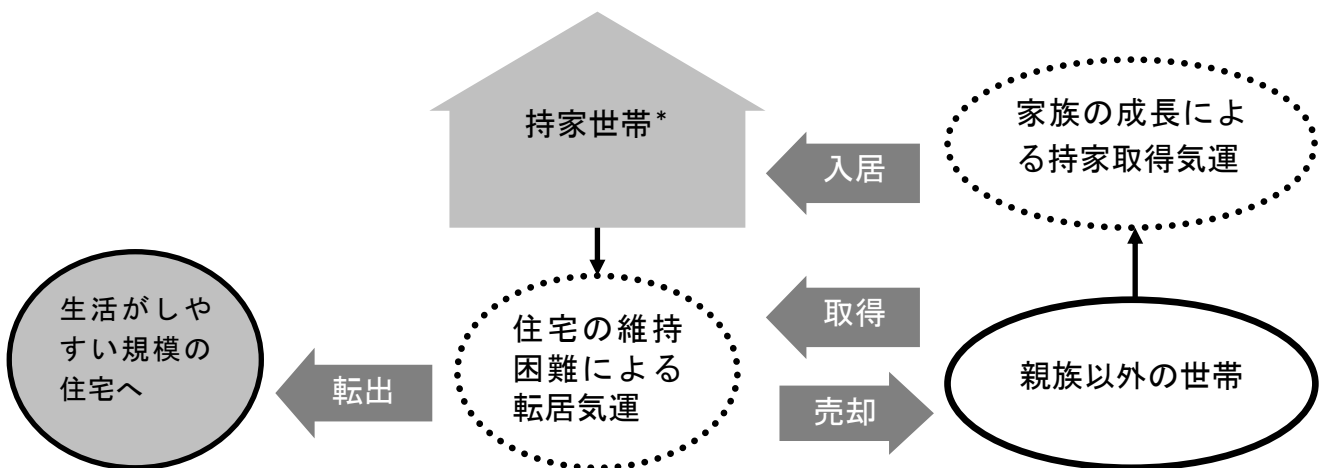 持家世帯*
家族の成長によ
る持家取得気運
入居
生活がしや
すい規模の
住宅へ
転出
住宅の維持
困難による
転居気運
取得
売却
親族以外の世帯